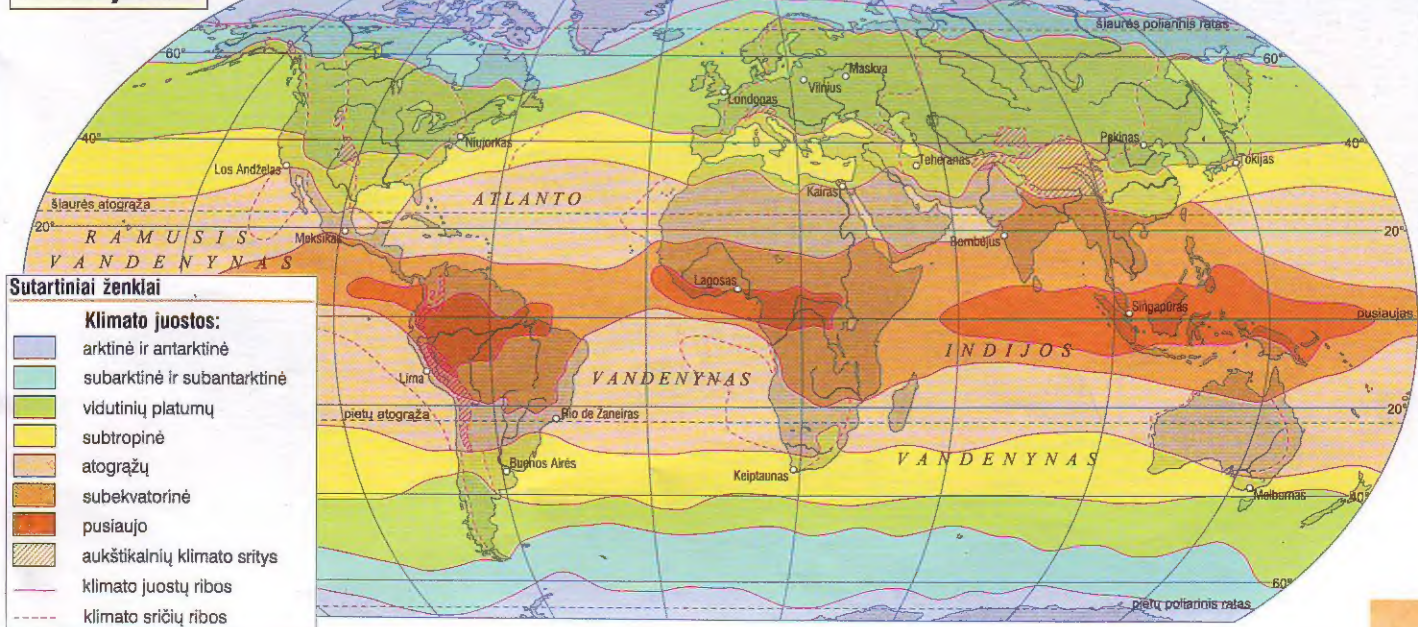 šiaurės poliarinis ratas
60°
60°
Maskva
Vilnius
Londonas
40°
Niujorkas
Pekinas
40°
Los Andželas
Teheranas
Tokijas
Kairas
šiaurės atogrąža
ATLANTO
20°
Meksikas
Bombėjus
20°
RAMUSIS
VANDENYNAS
Lagosas
Singapūras
pusiaujas
INDIJOS
Lima
VANDENYNAS
pietų atogrąža
Rio de Žaneiras
20°
Buenos Airės
Keiptaunas
VANDENYNAS
Melburnas
40°
60°
pietų poliarinis ratas
Sutartiniai ženklai
Klimato juostos:
arktinė ir antarktinė
subarktinė ir subantarktinė
vidutinių platumų
subtropinė
atogrąžų
subekvatorinė
pusiaujo
aukštikalnių klimato sritys
klimato juostų ribos
klimato sričių ribos